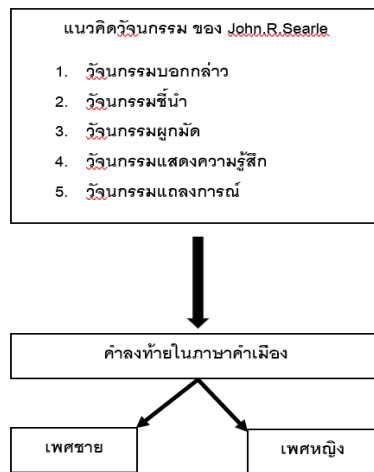 แนวคิดวัจนกรรม ของ John.R.Searle
1. วัจนกรรมบอกกล่าว
2. วัจนกรรมชี้นำ
3. วัจนกรรมผูกมัด
4. วัจนกรรมแสดงความรู้สึก
5. วัจนกรรมแถลงการณ์
คำลงท้ายในภาษาคำเมือง
เพศชาย
เพศหญิง